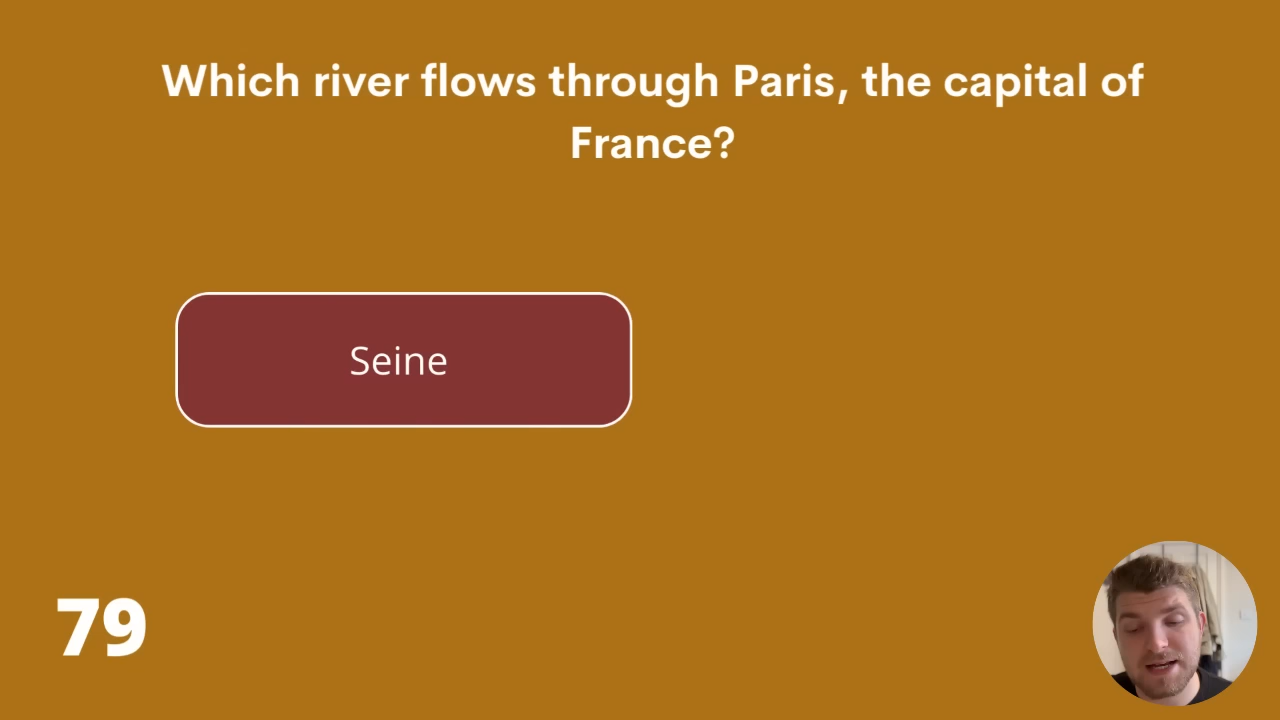 Which river flows through Paris, the capital of
France?
Seine
79